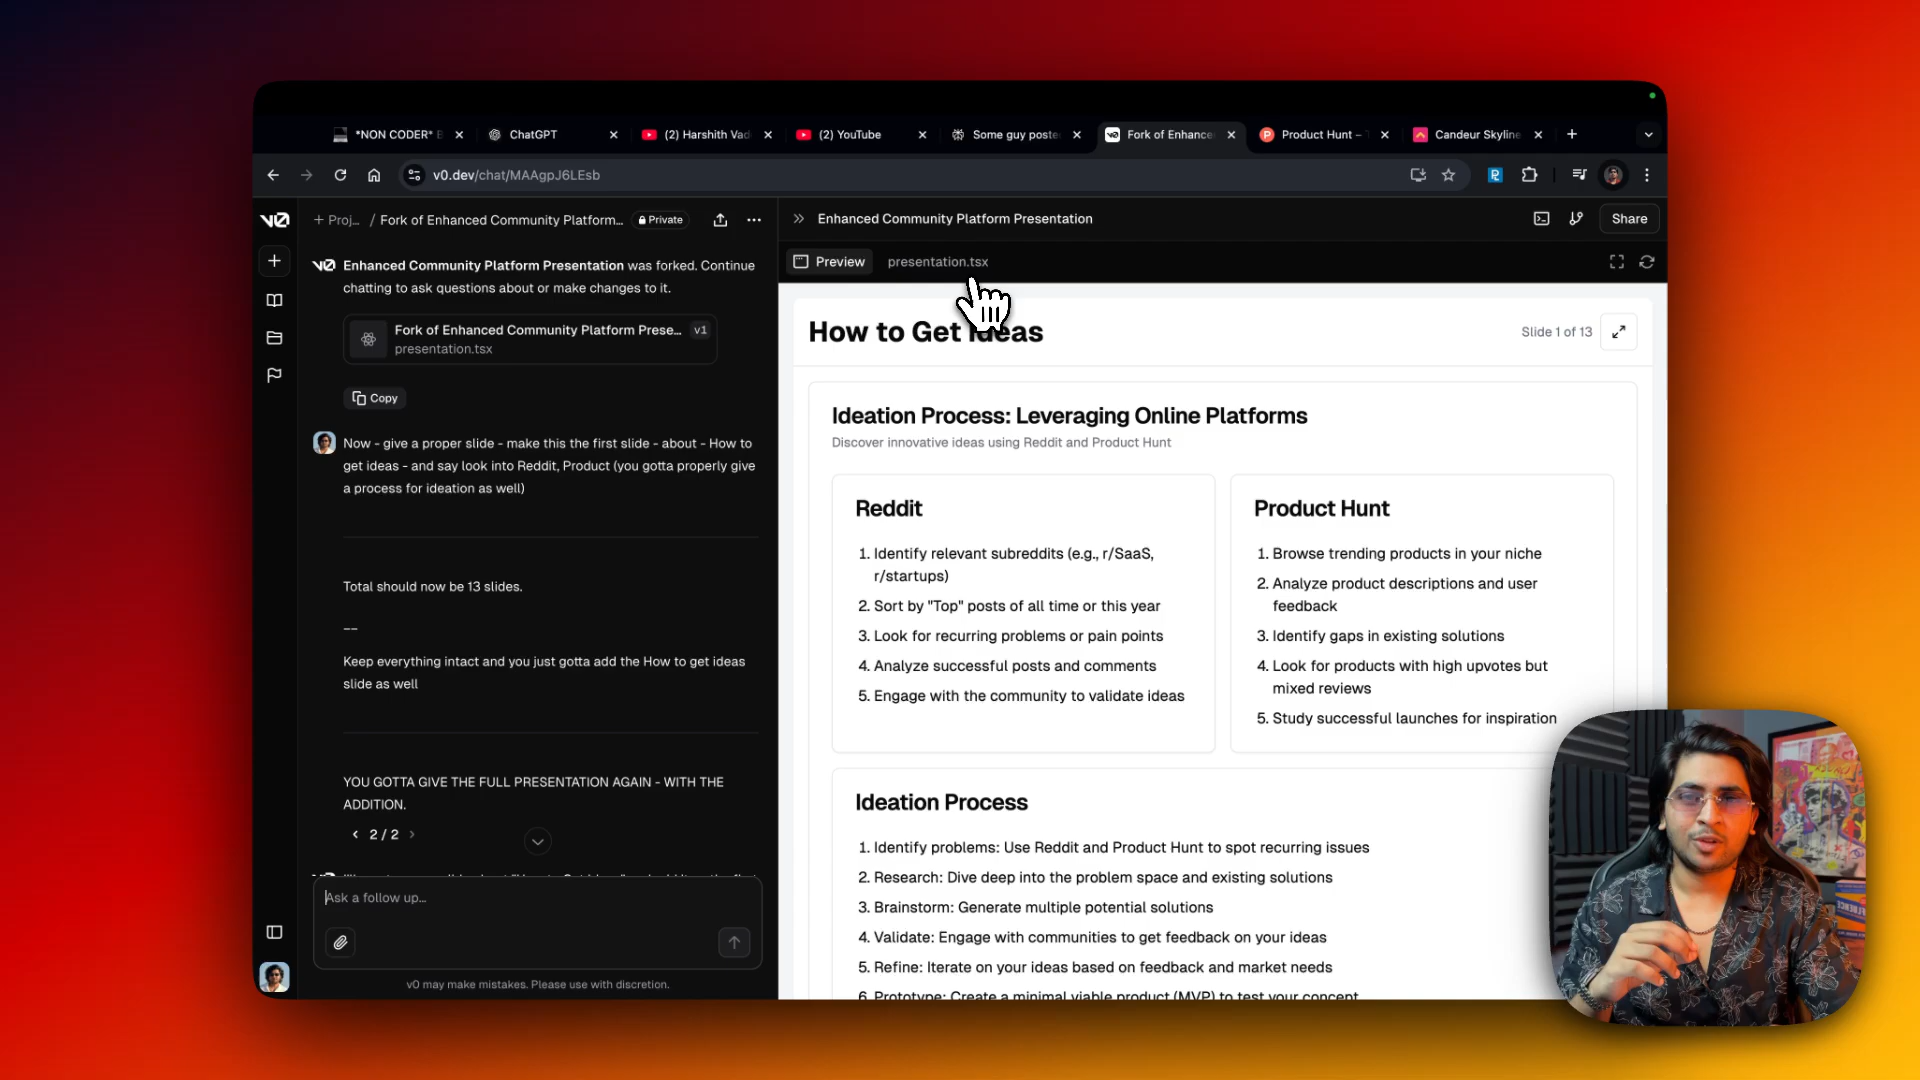 *NON CODER* B
ChatGPT
(2) Harshith Vad
(2) YouTube
Some guy poste
Fork of Enhance
Product Hunt –
Candeur Skyline
v0.dev/chat/MAAgpJ6LEsb
v0
+ Proj... / Fork of Enhanced Community Platform...
Private
Enhanced Community Platform Presentation
Share
Preview
presentation.tsx
v0
Enhanced Community Platform Presentation was forked. Continue
chatting to ask questions about or make changes to it.
Fork of Enhanced Community Platform Prese...
v1
presentation.tsx
Copy
Now - give a proper slide - make this the first slide - about - How to
get ideas - and say look into Reddit, Product (you gotta properly give
a process for ideation as well)
Total should now be 13 slides.
__
Keep everything intact and you just gotta add the How to get ideas
slide as well
YOU GOTTA GIVE THE FULL PRESENTATION AGAIN - WITH THE
ADDITION.
2 / 2
Ask a follow up...
v0 may make mistakes. Please use with discretion.
How to Get Ideas
Slide 1 of 13
Ideation Process: Leveraging Online Platforms
Discover innovative ideas using Reddit and Product Hunt
Reddit
1. Identify relevant subreddits (e.g., r/SaaS,
r/startups)
2. Sort by "Top" posts of all time or this year
3. Look for recurring problems or pain points
4. Analyze successful posts and comments
5. Engage with the community to validate ideas
Product Hunt
1. Browse trending products in your niche
2. Analyze product descriptions and user
feedback
3. Identify gaps in existing solutions
4. Look for products with high upvotes but
mixed reviews
5. Study successful launches for inspiration
Ideation Process
1. Identify problems: Use Reddit and Product Hunt to spot recurring issues
2. Research: Dive deep into the problem space and existing solutions
3. Brainstorm: Generate multiple potential solutions
4. Validate: Engage with communities to get feedback on your ideas
5. Refine: Iterate on your ideas based on feedback and market needs
6. Prototype: Create a minimal viable product (MVP) to test your concept